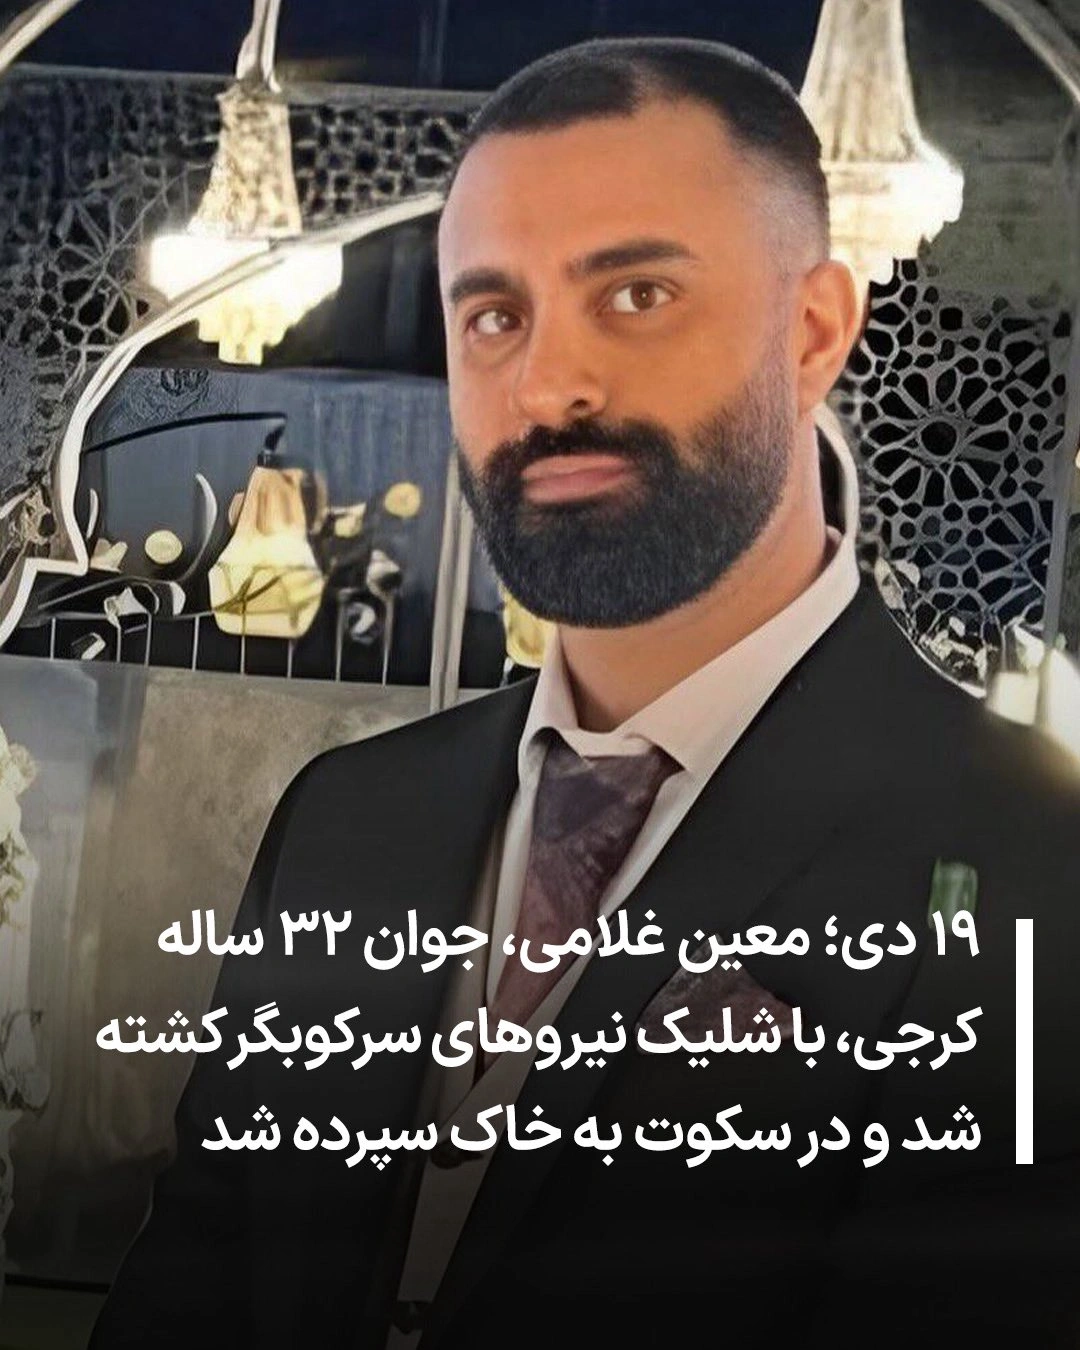 ۱۹ دی؛ معین غلامی، جوان ۳۲ ساله
کرجی، با شلیک نیروهای سرکوبگر کشته
شد و در سکوت به خاک سپرده شد